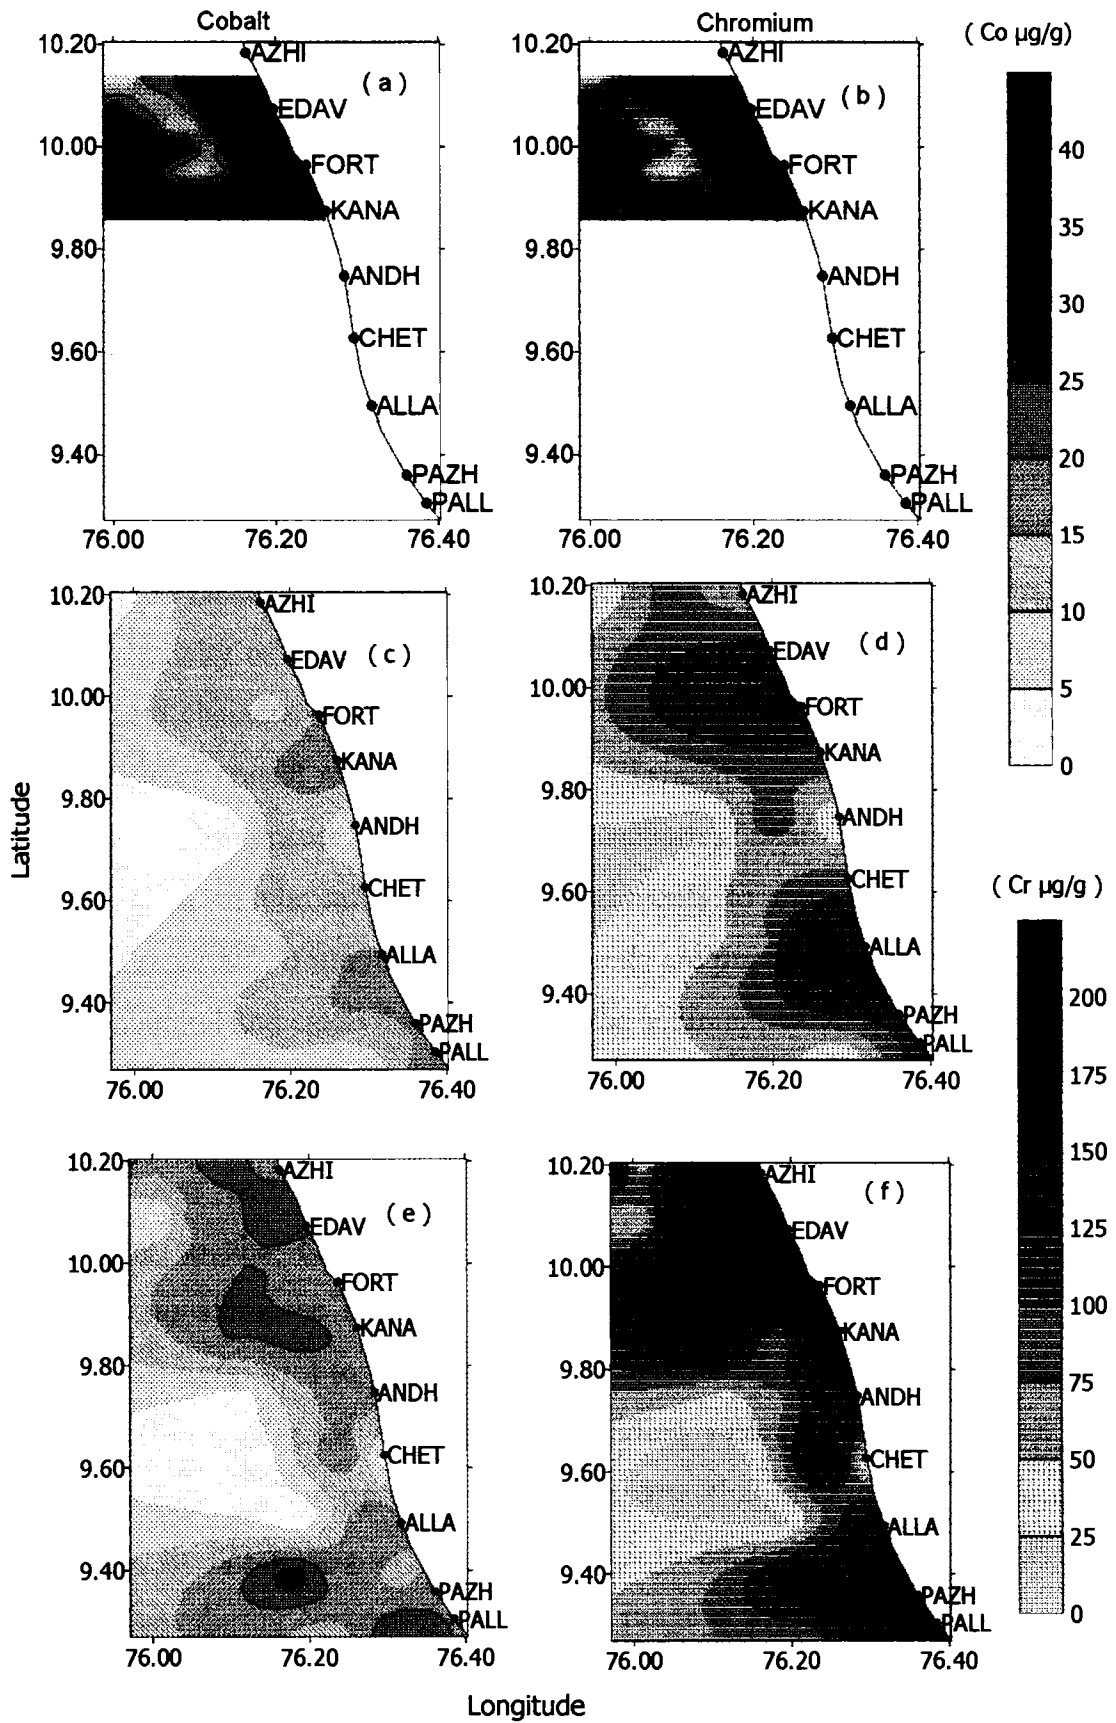 Cobalt
Chromium
( Co µg/g)
10.20
AZHI
( a )
EDAV
10.00
FORT
KANA
9.80
ANDH
CHET
9.60
ALLA
9.40
PAZH
PALL
76.00 76.20 76.40
10.20
AZHI
( b )
EDAV
10.00
FORT
KANA
9.80
ANDH
CHET
9.60
ALLA
9.40
PAZH
PALL
76.00 76.20 76.40
40
35
30
25
20
15
10
5
0
10.20
AZHI
( c )
EDAV
10.00
FORT
KANA
9.80
ANDH
9.60
CHET
ALLA
9.40
PAZH
PALL
76.00 76.20 76.40
10.20
AZHI
( d )
EDAV
10.00
FORT
KANA
9.80
ANDH
9.60
CHET
ALLA
9.40
PAZH
PALL
76.00 76.20 76.40
Latitude
( Cr µg/g )
200
175
150
125
100
75
50
25
0
10.20
AZHI
( e )
EDAV
10.00
FORT
KANA
9.80
ANDH
9.60
CHET
ALLA
9.40
PAZH
PALL
76.00 76.20 76.40
10.20
AZHI
( f )
EDAV
10.00
FORT
KANA
9.80
ANDH
9.60
CHET
ALLA
9.40
PAZH
PALL
76.00 76.20 76.40
Longitude